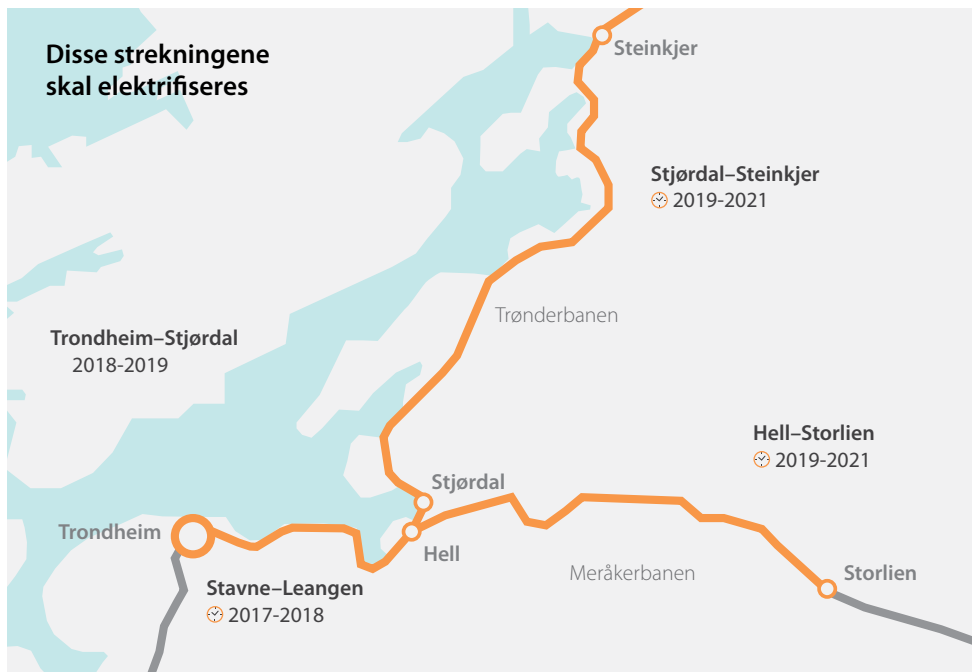 Disse strekningene
skal elektrifiseres
Steinkjer
Stjørdal–Steinkjer
2019-2021
Trønderbanen
Trondheim–Stjørdal
2018-2019
Hell–Storlien
2019-2021
Stjørdal
Trondheim
Hell
Meråkerbanen
Storlien
Stavne–Leangen
2017-2018